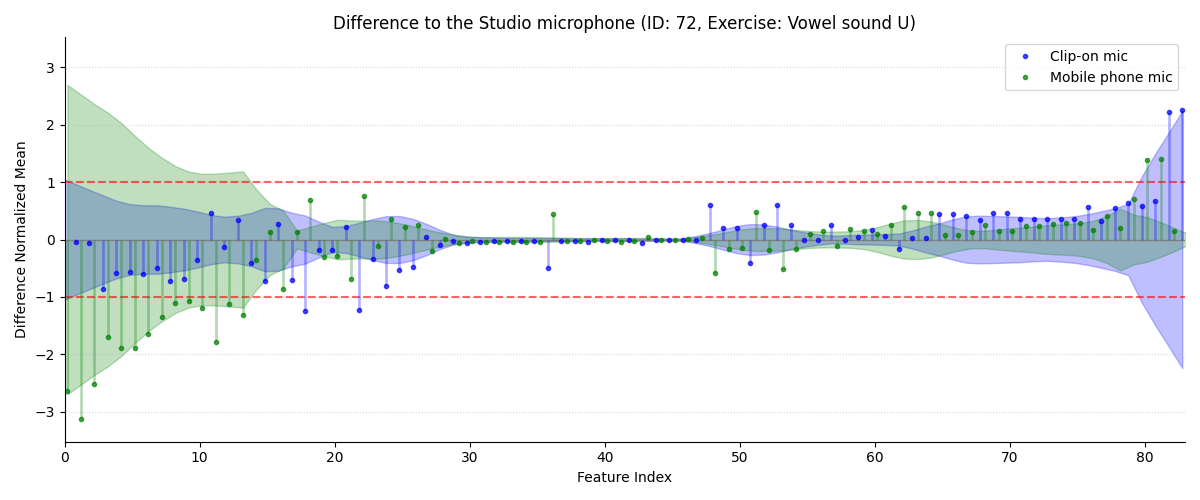 Difference to the Studio microphone (ID: 72, Exercise: Vowel sound U)
Clip-on mic
Mobile phone mic
Difference Normalized Mean
3
2
1
0
−1
−2
−3
0 10 20 30 40 50 60 70 80
Feature Index